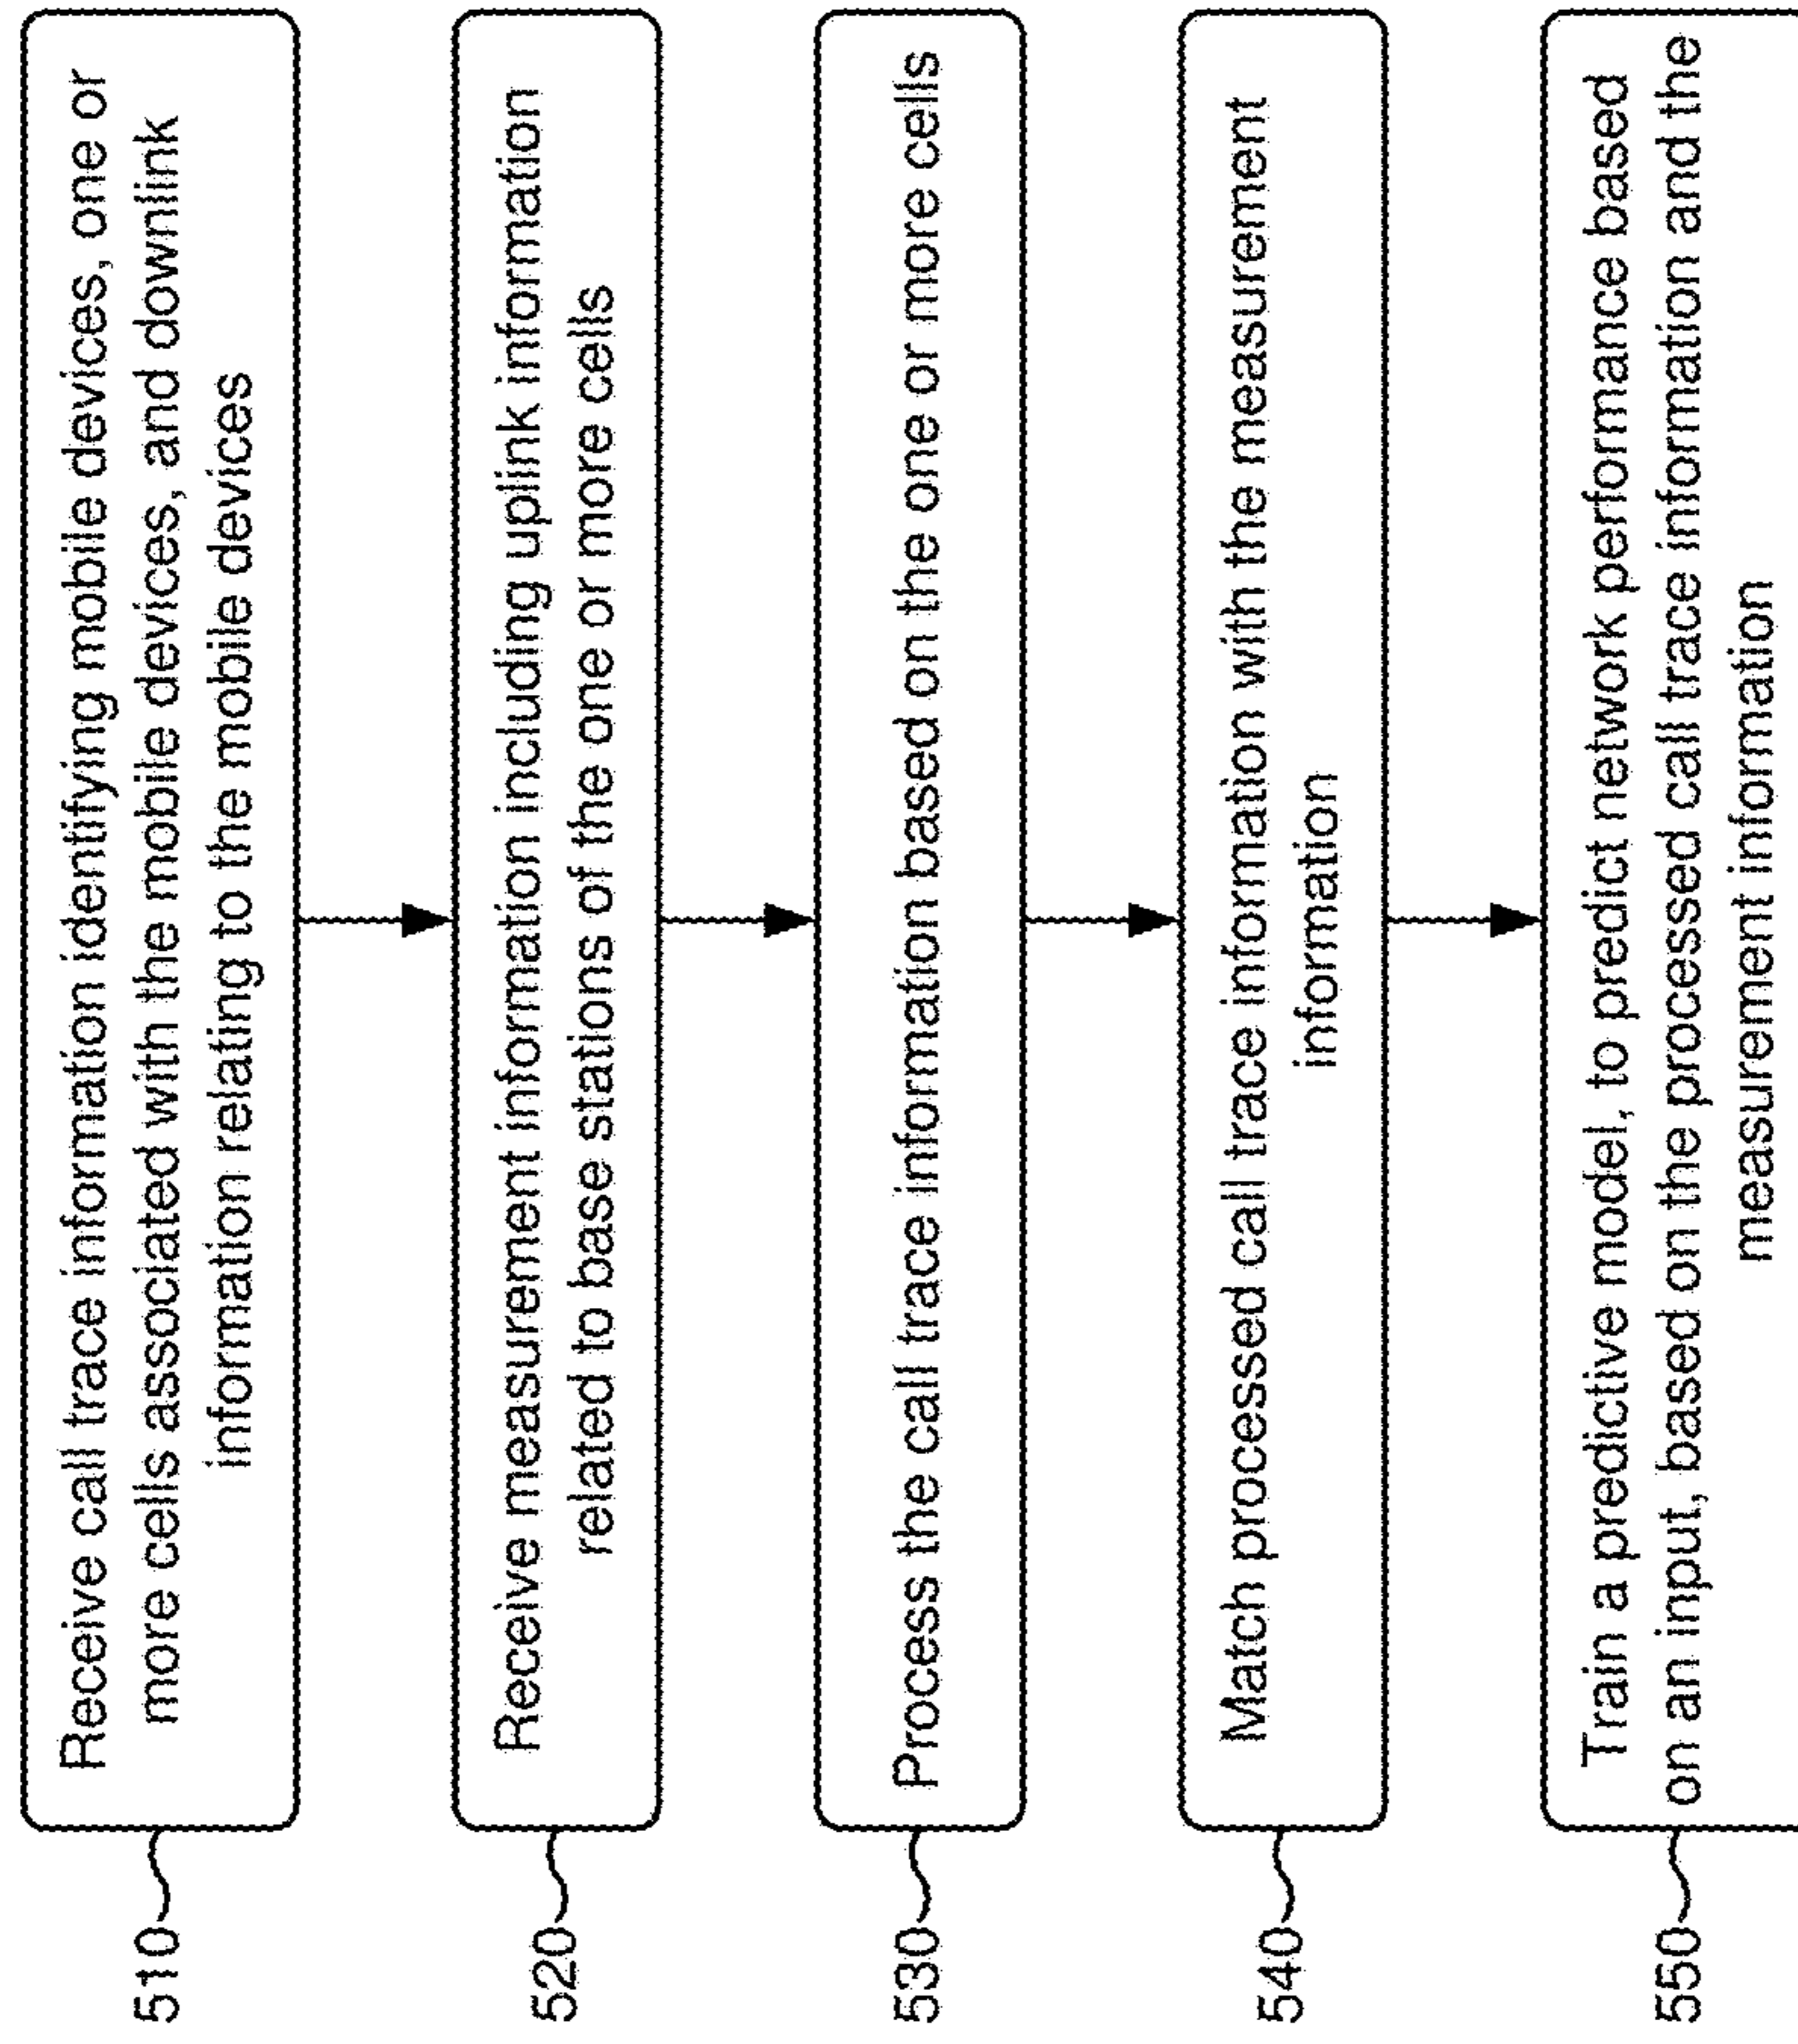 510
Receive call trace information identifying mobile devices, one or
more cells associated with the mobile devices, and downlink
information relating to the mobile devices
520
Receive measurement information including uplink information
related to base stations of the one or more cells
530
Process the call trace information based on the one or more cells
540
Match processed call trace information with the measurement
information
550
Train a predictive model, to predict network performance based
on an input, based on the processed call trace information and the
measurement information